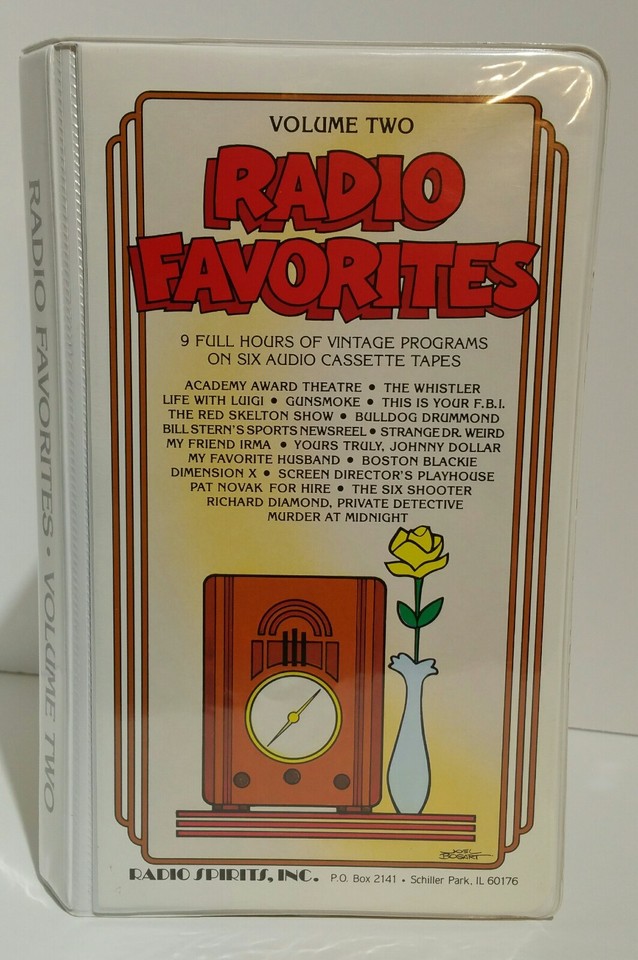 VOLUME TWO
RADIO
FAVORITES
9 FULL HOURS OF VINTAGE PROGRAMS
ON SIX AUDIO CASSETTE TAPES
ACADEMY AWARD THEATRE • THE WHISTLER
LIFE WITH LUIGI • GUNSMOKE • THIS IS YOUR F.B.I.
THE RED SKELTON SHOW • BULLDOG DRUMMOND
BILL STERN'S SPORTS NEWSREEL • STRANGE DR. WEIRD
MY FRIEND IRMA • YOURS TRULY, JOHNNY DOLLAR
MY FAVORITE HUSBAND • BOSTON BLACKIE
DIMENSION X • SCREEN DIRECTOR'S PLAYHOUSE
PAT NOVAK FOR HIRE • THE SIX SHOOTER
RICHARD DIAMOND, PRIVATE DETECTIVE
MURDER AT MIDNIGHT
BOGART
RADIO SPIRITS, INC. P.O. Box 2141 • Schiller Park, IL 60176
RADIO FAVORITES • VOLUME TWO